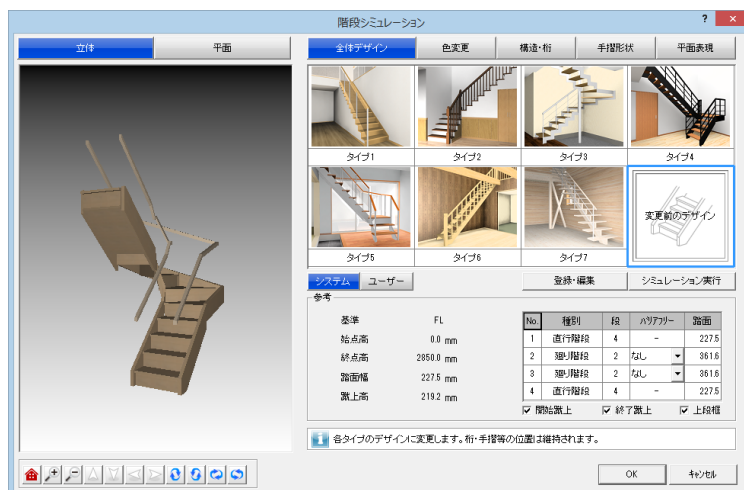 階段シミュレーション
? ×
立体 平面
全体デザイン 色変更 構造・桁 手摺形状 平面表現
タイプ1 タイプ2 タイプ3 タイプ4
変更前のデザイン
タイプ5 タイプ6 タイプ7
システム ユーザー 登録・編集 シミュレーション実行
参考
基準 FL
始点高 0.0 mm
終点高 2850.0 mm
踏面幅 227.5 mm
蹴上高 219.2 mm
No. 種別 段 バリアフリー 踏面
1 直行階段 4 - 227.5
2 廻り階段 2 なし 361.6
3 廻り階段 2 なし 361.6
4 直行階段 4 - 227.5
開始蹴上 終了蹴上 上段框
各タイプのデザインに変更します。桁・手摺等の位置は維持されます。
OK キャンセル